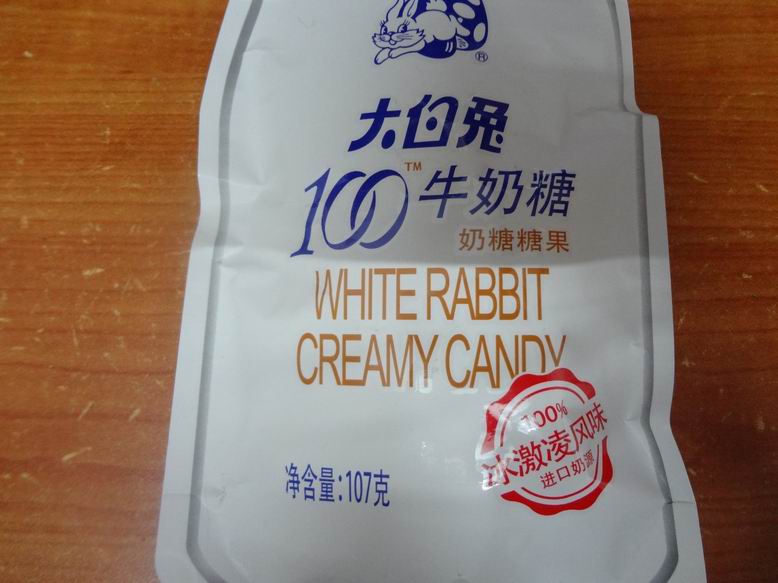 ®
大白兔
100™牛奶糖
奶糖糖果
WHITE RABBIT
CREAMY CANDY
100%
冰激凌风味
进口奶源
净含量:107克